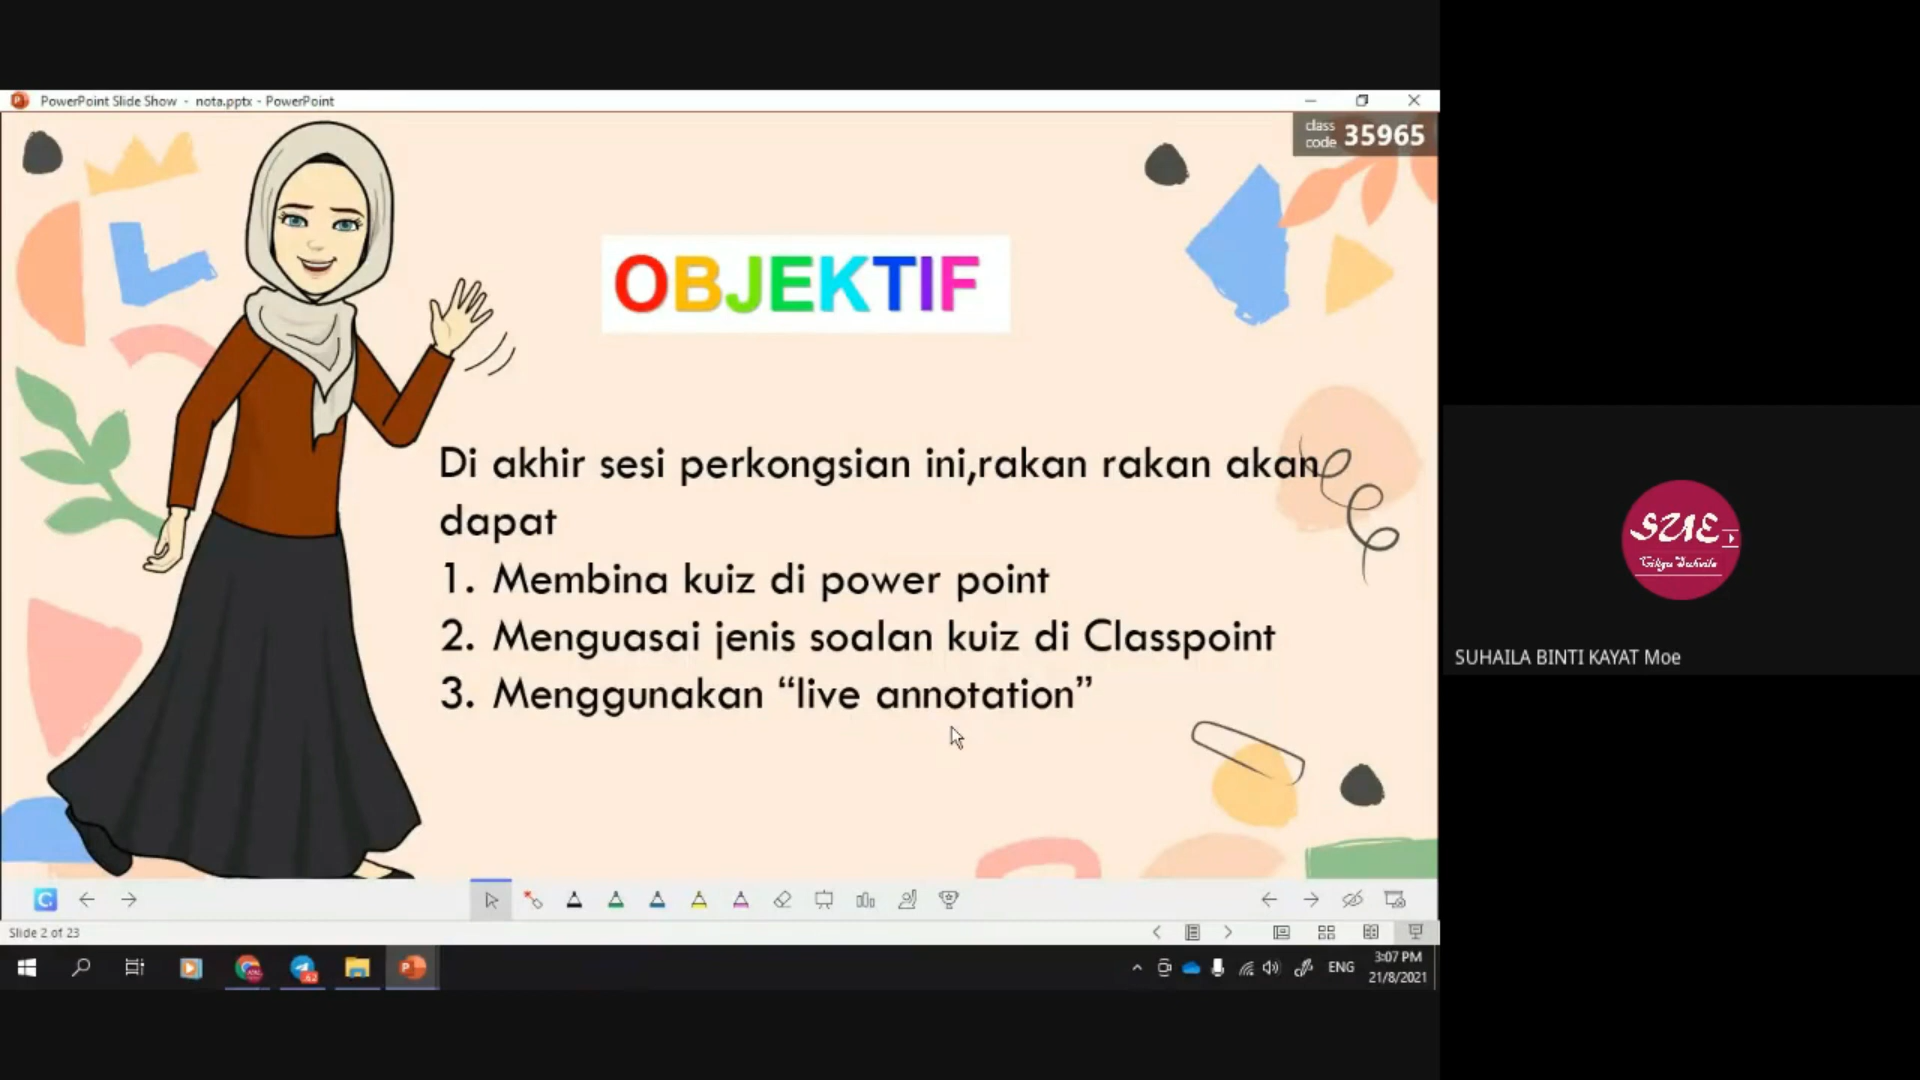 PowerPoint Slide Show - nota.pptx - PowerPoint
class
code 35965
OBJEKTIF
Di akhir sesi perkongsian ini,rakan rakan akan
dapat
1. Membina kuiz di power point
2. Menguasai jenis soalan kuiz di Classpoint
3. Menggunakan “live annotation”
SUHAILA BINTI KAYAT Moe
Slide 2 of 23
ENG
3:07 PM
21/8/2021